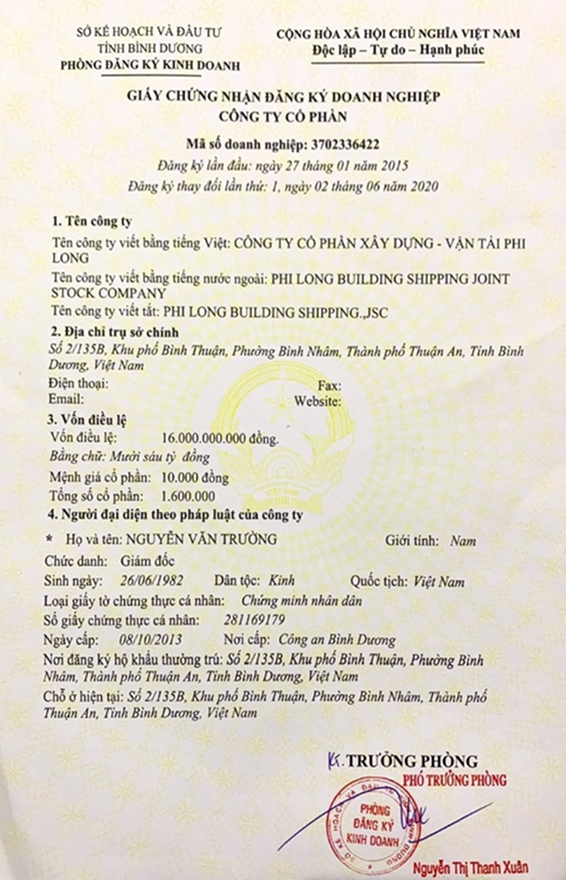 SỞ KẾ HOẠCH VÀ ĐẦU TƯ
TỈNH BÌNH DƯƠNG
PHÒNG ĐĂNG KÝ KINH DOANH
CỘNG HÒA XÃ HỘI CHỦ NGHĨA VIỆT NAM
Độc lập – Tự do – Hạnh phúc
GIẤY CHỨNG NHẬN ĐĂNG KÝ DOANH NGHIỆP
CÔNG TY CỔ PHẦN
Mã số doanh nghiệp: 3702336422
Đăng ký lần đầu: ngày 27 tháng 01 năm 2015
Đăng ký thay đổi lần thứ: 1, ngày 02 tháng 06 năm 2020
1. Tên công ty
Tên công ty viết bằng tiếng Việt: CÔNG TY CỔ PHẦN XÂY DỰNG - VẬN TẢI PHI
LONG
Tên công ty viết bằng tiếng nước ngoài: PHI LONG BUILDING SHIPPING JOINT
STOCK COMPANY
Tên công ty viết tắt: PHI LONG BUILDING SHIPPING.,JSC
2. Địa chỉ trụ sở chính
Số 2/135B, Khu phố Bình Thuận, Phường Bình Nhâm, Thành phố Thuận An, Tỉnh Bình
Dương, Việt Nam
Điện thoại: Fax:
Email: Website:
3. Vốn điều lệ
Vốn điều lệ: 16.000.000.000 đồng.
Bằng chữ: Mười sáu tỷ đồng
Mệnh giá cổ phần: 10.000 đồng
Tổng số cổ phần: 1.600.000
4. Người đại diện theo pháp luật của công ty
* Họ và tên: NGUYỄN VĂN TRƯỜNG Giới tính: Nam
Chức danh: Giám đốc
Sinh ngày: 26/06/1982 Dân tộc: Kinh Quốc tịch: Việt Nam
Loại giấy tờ chứng thực cá nhân: Chứng minh nhân dân
Số giấy chứng thực cá nhân: 281169179
Ngày cấp: 08/10/2013 Nơi cấp: Công an Bình Dương
Nơi đăng ký hộ khẩu thường trú: Số 2/135B, Khu phố Bình Thuận, Phường Bình
Nhâm, Thành phố Thuận An, Tỉnh Bình Dương, Việt Nam
Chỗ ở hiện tại: Số 2/135B, Khu phố Bình Thuận, Phường Bình Nhâm, Thành phố
Thuận An, Tỉnh Bình Dương, Việt Nam
KT. TRƯỞNG PHÒNG
PHÓ TRƯỞNG PHÒNG
PHÒNG
ĐĂNG KÝ
KINH DOANH
Nguyễn Thị Thanh Xuân